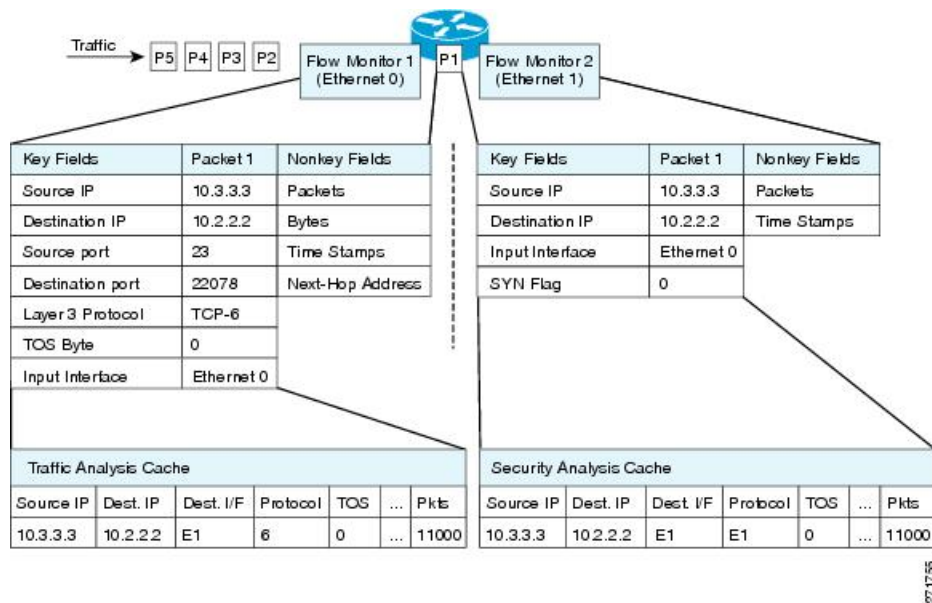 Traffic
P5 P4 P3 P2
Flow Monitor 1
(Ethernet 0)
P1
Flow Monitor 2
(Ethernet 1)
Key Fields Packet 1 Nonkey Fields
Source IP 10.3.3.3 Packets
Destination IP 10.2.2.2 Bytes
Source port 23 Time Stamps
Destination port 22078 Next-Hop Address
Layer 3 Protocol TCP-6
TOS Byte 0
Input Interface Ethernet 0
Key Fields Packet 1 Nonkey Fields
Source IP 10.3.3.3 Packets
Destination IP 10.2.2.2 Time Stamps
Input Interface Ethernet 0
SYN Flag 0
Traffic Analysis Cache
Source IP Dest. IP Dest. I/F Protocol TOS ... Pkts
10.3.3.3 10.2.2.2 E1 6 0 ... 11000
Security Analysis Cache
Source IP Dest. IP Dest. I/F Protocol TOS ... Pkts
10.3.3.3 10.2.2.2 E1 E1 0 ... 11000